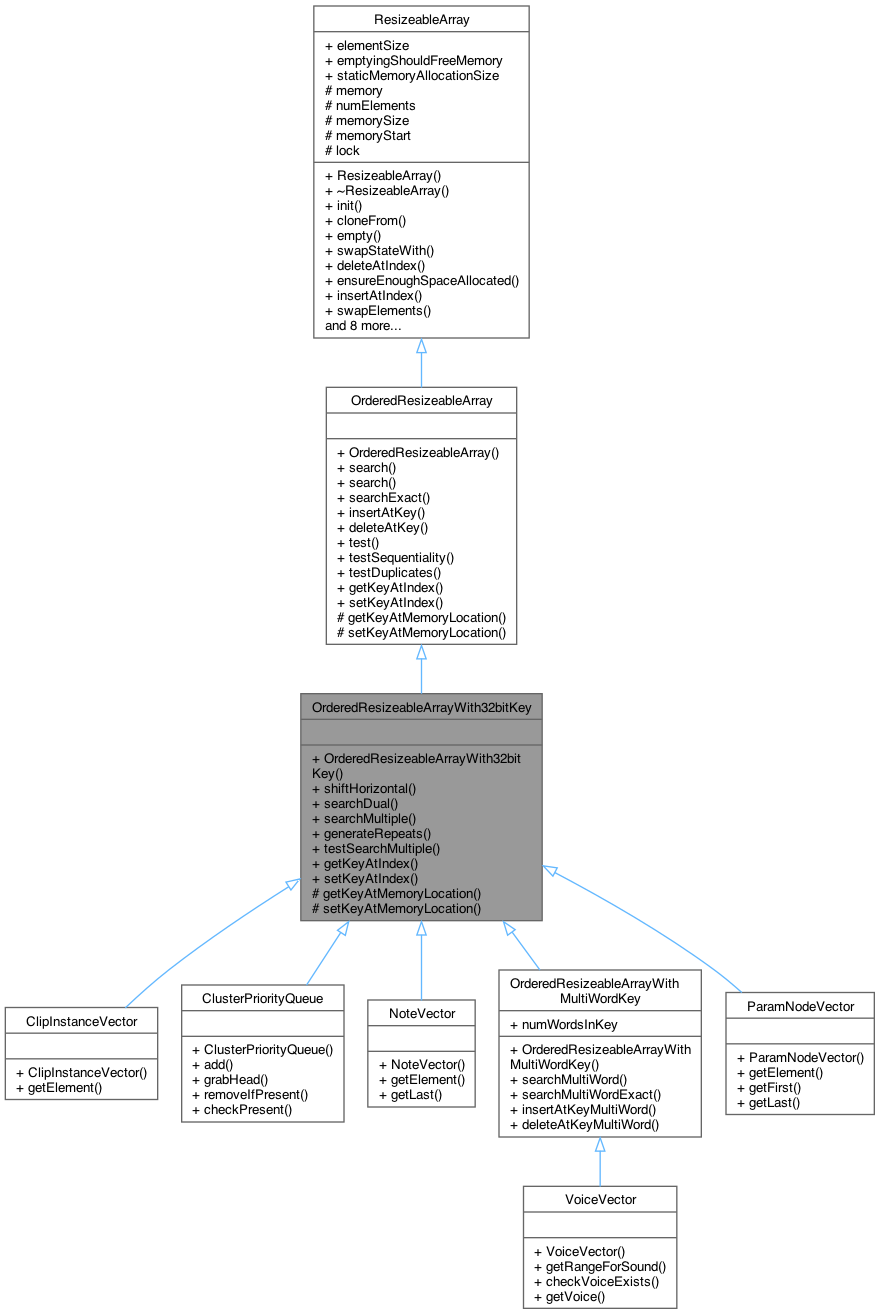 ResizeableArray
+ elementSize
+ emptyingShouldFreeMemory
+ staticMemoryAllocationSize
# memory
# numElements
# memorySize
# memoryStart
# lock
+ ResizeableArray()
+ ~ResizeableArray()
+ init()
+ cloneFrom()
+ empty()
+ swapStateWith()
+ deleteAtIndex()
+ ensureEnoughSpaceAllocated()
+ insertAtIndex()
+ swapElements()
and 8 more...
OrderedResizeableArray
+ OrderedResizeableArray()
+ search()
+ search()
+ searchExact()
+ insertAtKey()
+ deleteAtKey()
+ test()
+ testSequentiality()
+ testDuplicates()
+ getKeyAtIndex()
+ setKeyAtIndex()
# getKeyAtMemoryLocation()
# setKeyAtMemoryLocation()
OrderedResizeableArrayWith32bitKey
+ OrderedResizeableArrayWith32bit
Key()
+ shiftHorizontal()
+ searchDual()
+ searchMultiple()
+ generateRepeats()
+ testSearchMultiple()
+ getKeyAtIndex()
+ setKeyAtIndex()
# getKeyAtMemoryLocation()
# setKeyAtMemoryLocation()
ClipInstanceVector
+ ClipInstanceVector()
+ getElement()
ClusterPriorityQueue
+ ClusterPriorityQueue()
+ add()
+ grabHead()
+ removeIfPresent()
+ checkPresent()
NoteVector
+ NoteVector()
+ getElement()
+ getLast()
OrderedResizeableArrayWith
MultiWordKey
+ numWordsInKey
+ OrderedResizeableArrayWith
MultiWordKey()
+ searchMultiWord()
+ searchMultiWordExact()
+ insertAtKeyMultiWord()
+ deleteAtKeyMultiWord()
ParamNodeVector
+ ParamNodeVector()
+ getElement()
+ getFirst()
+ getLast()
VoiceVector
+ VoiceVector()
+ getRangeForSound()
+ checkVoiceExists()
+ getVoice()